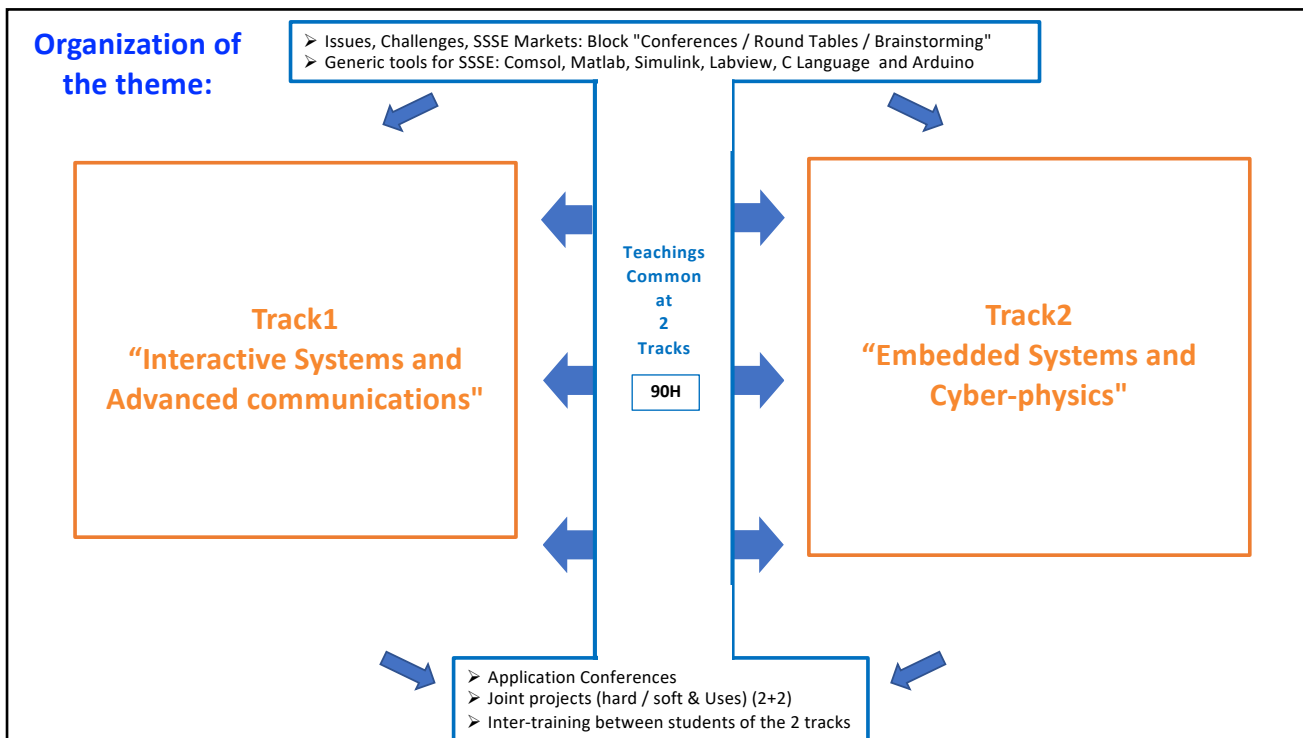 Organization of
the theme:
➢ Issues, Challenges, SSSE Markets: Block "Conferences / Round Tables / Brainstorming"
➢ Generic tools for SSSE: Comsol, Matlab, Simulink, Labview, C Language and Arduino
Track1
“Interactive Systems and
Advanced communications"
Teachings
Common
at
2
Tracks
90H
Track2
“Embedded Systems and
Cyber-physics"
➢ Application Conferences
➢ Joint projects (hard / soft & Uses) (2+2)
➢ Inter-training between students of the 2 tracks